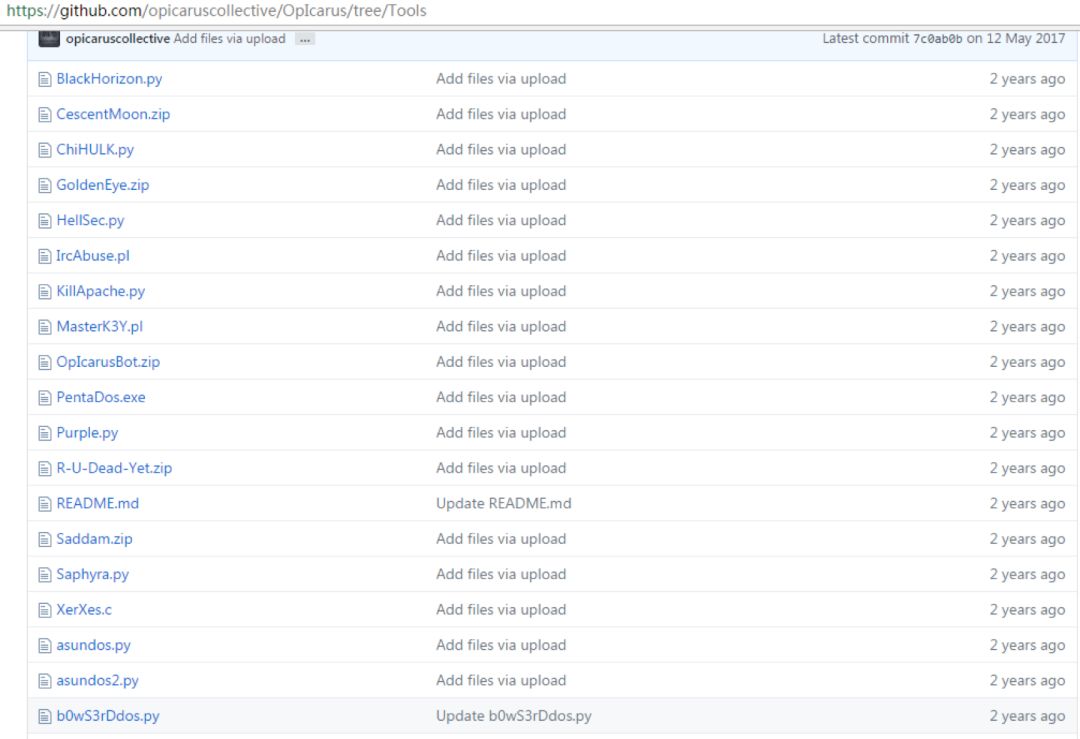 https://github.com/opicaruscollective/OpIcarus/tree/Tools
opicaruscollective Add files via upload ... Latest commit 7c0ab0b on 12 May 2017
BlackHorizon.py Add files via upload 2 years ago
CescentMoon.zip Add files via upload 2 years ago
ChiHULK.py Add files via upload 2 years ago
GoldenEye.zip Add files via upload 2 years ago
HellSec.py Add files via upload 2 years ago
IrcAbuse.pl Add files via upload 2 years ago
KillApache.py Add files via upload 2 years ago
MasterK3Y.pl Add files via upload 2 years ago
OpIcarusBot.zip Add files via upload 2 years ago
PentaDos.exe Add files via upload 2 years ago
Purple.py Add files via upload 2 years ago
R-U-Dead-Yet.zip Add files via upload 2 years ago
README.md Update README.md 2 years ago
Saddam.zip Add files via upload 2 years ago
Saphyra.py Add files via upload 2 years ago
XerXes.c Add files via upload 2 years ago
asundos.py Add files via upload 2 years ago
asundos2.py Add files via upload 2 years ago
b0wS3rDdos.py Update b0wS3rDdos.py 2 years ago